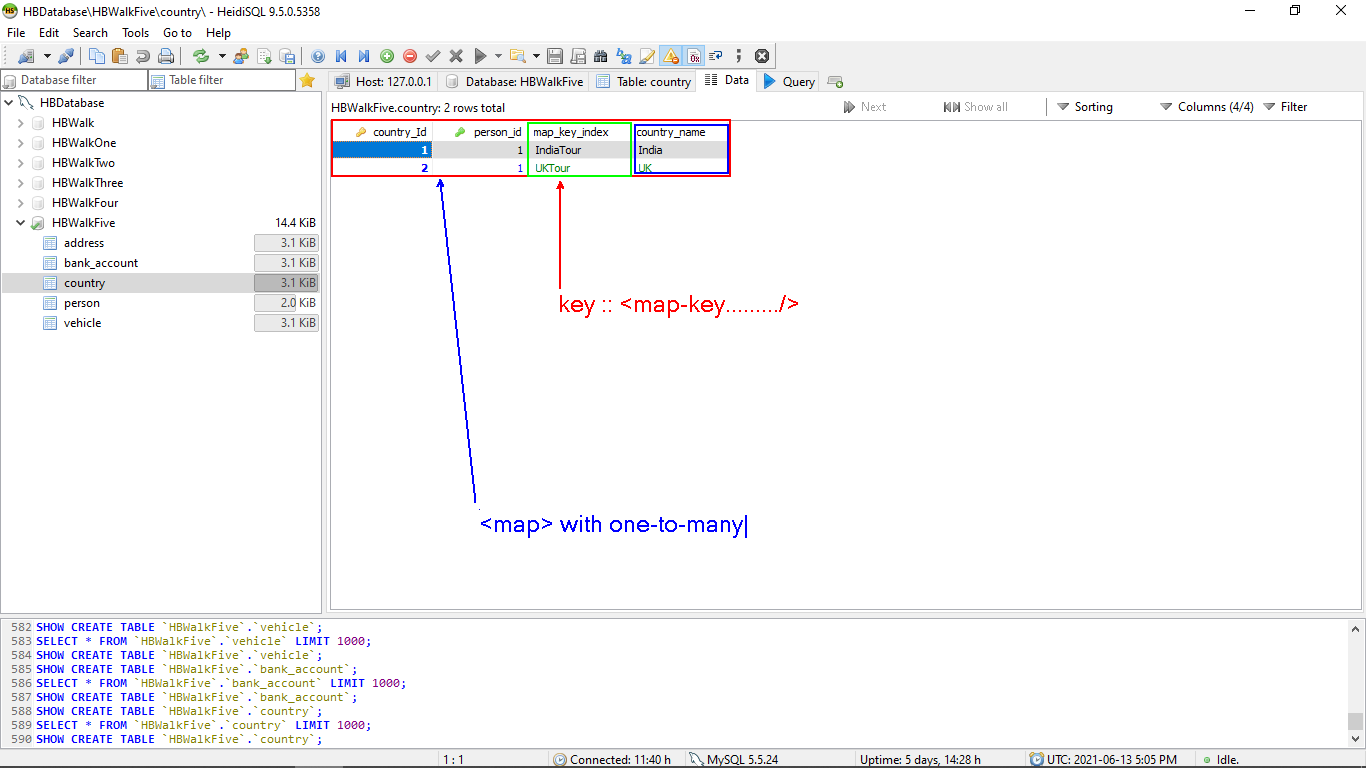 HBDatabase\HBWalkFive\country\ - HeidiSQL 9.5.0.5358
File Edit Search Tools Go to Help
Database filter Table filter
Host: 127.0.0.1 Database: HBWalkFive Table: country Data Query
HBDatabase
HBWalk
HBWalkOne
HBWalkTwo
HBWalkThree
HBWalkFour
HBWalkFive 14.4 KiB
address 3.1 KiB
bank_account 3.1 KiB
country 3.1 KiB
person 2.0 KiB
vehicle 3.1 KiB
HBWalkFive.country: 2 rows total Next Show all Sorting Columns (4/4) Filter
country_Id person_id map_key_index country_name
1 1 IndiaTour India
2 1 UKTour UK
key :: <map-key........./>
<map> with one-to-many
582 SHOW CREATE TABLE `HBWalkFive`.`vehicle`;
583 SELECT * FROM `HBWalkFive`.`vehicle` LIMIT 1000;
584 SHOW CREATE TABLE `HBWalkFive`.`vehicle`;
585 SHOW CREATE TABLE `HBWalkFive`.`bank_account`;
586 SELECT * FROM `HBWalkFive`.`bank_account` LIMIT 1000;
587 SHOW CREATE TABLE `HBWalkFive`.`bank_account`;
588 SHOW CREATE TABLE `HBWalkFive`.`country`;
589 SELECT * FROM `HBWalkFive`.`country` LIMIT 1000;
590 SHOW CREATE TABLE `HBWalkFive`.`country`;
1 : 1 Connected: 11:40 h MySQL 5.5.24 Uptime: 5 days, 14:28 h UTC: 2021-06-13 5:05 PM Idle.